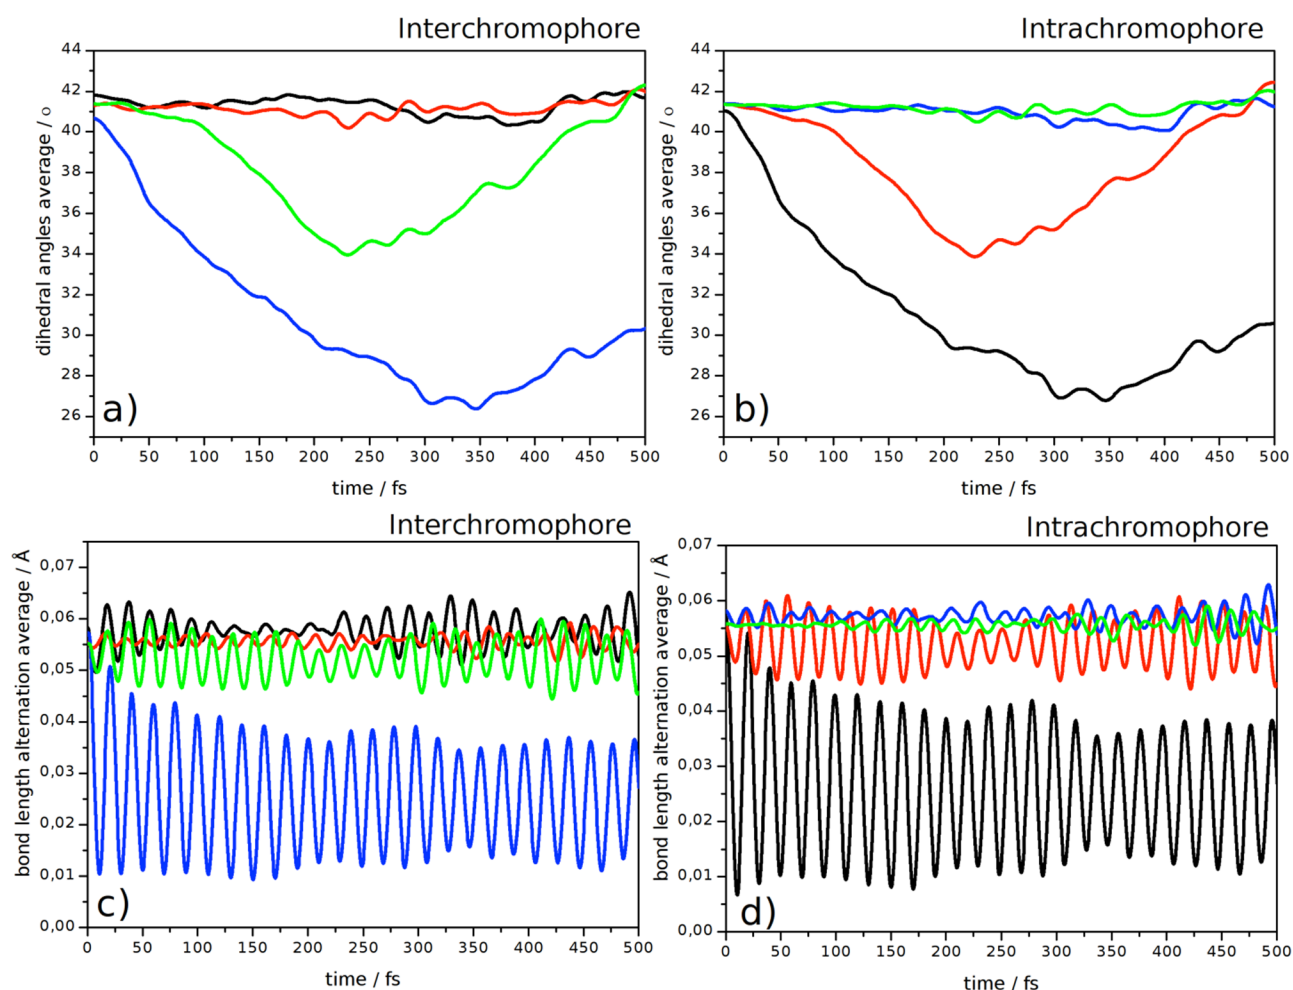 Interchromophore
44
42
40
38
36
34
32
30
28
26
dihedral angles average / o
a)
0 50 100 150 200 250 300 350 400 450 500
time / fs
Intrachromophore
44
42
40
38
36
34
32
30
28
26
dihedral angles average / o
b)
0 50 100 150 200 250 300 350 400 450 500
time / fs
Interchromophore
0,07
0,06
0,05
0,04
0,03
0,02
0,01
0,00
bond length alternation average / Å
c)
0 50 100 150 200 250 300 350 400 450 500
time / fs
Intrachromophore
0,07
0,06
0,05
0,04
0,03
0,02
0,01
0,00
bond length alternation average / Å
d)
0 50 100 150 200 250 300 350 400 450 500
time / fs